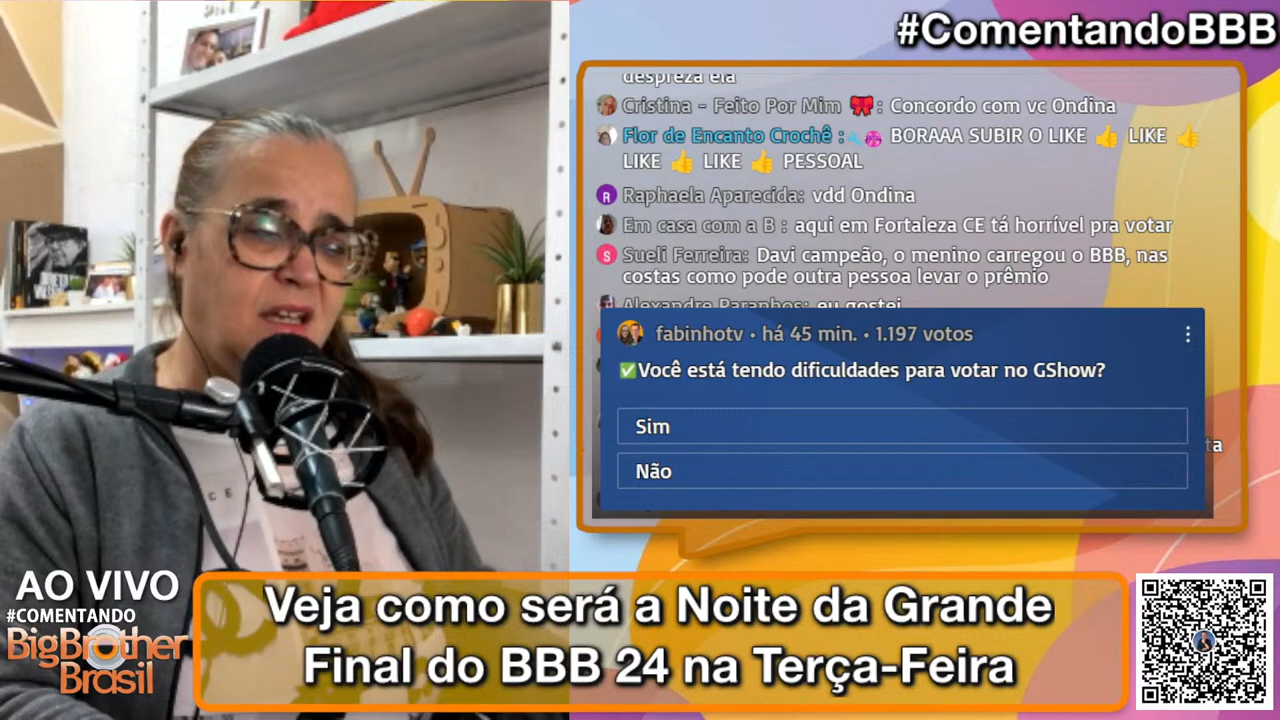 #ComentandoBBB
despreza ela
Cristina - Feito Por Mim 🎀: Concordo com vc Ondina
Flor de Encanto Crochê : BORAAA SUBIR O LIKE 👍 LIKE 👍
LIKE 👍 LIKE 👍 PESSOAL
R Raphaela Aparecida: vdd Ondina
Em casa com a B : aqui em Fortaleza CE tá horrível pra votar
S Sueli Ferreira: Davi campeão, o menino carregou o BBB, nas
costas como pode outra pessoa levar o prêmio
Alexandre Paranhos: eu gostei
fabinhotv • há 45 min. • 1.197 votos
✅Você está tendo dificuldades para votar no GShow?
Sim
ta
Não
CE
AO VIVO
#COMENTANDO
BigBrother
Brasil
Veja como será a Noite da Grande
Final do BBB 24 na Terça-Feira